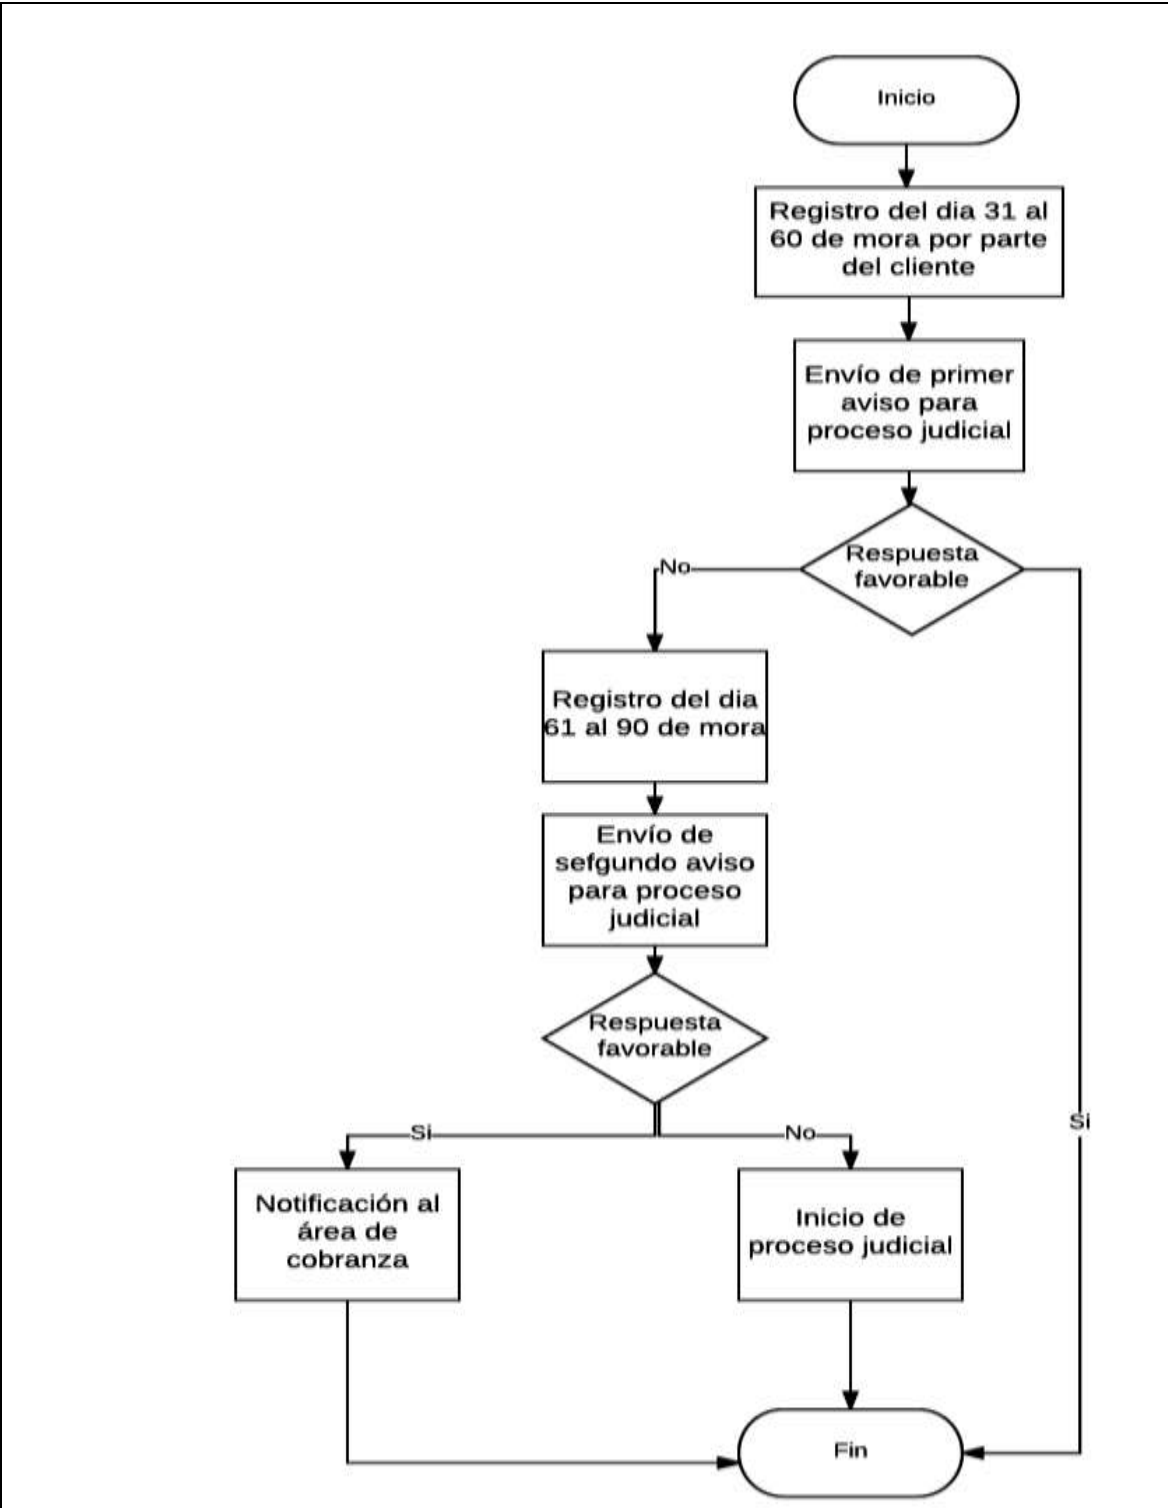 Inicio
Registro del dia 31 al
60 de mora por parte
del cliente
Envío de primer
aviso para
proceso judicial
Respuesta
favorable
No
Registro del dia
61 al 90 de mora
Envío de
sefgundo aviso
para proceso
judicial
Respuesta
favorable
Si
Si
No
Notificación al
área de
cobranza
Inicio de
proceso judicial
Fin